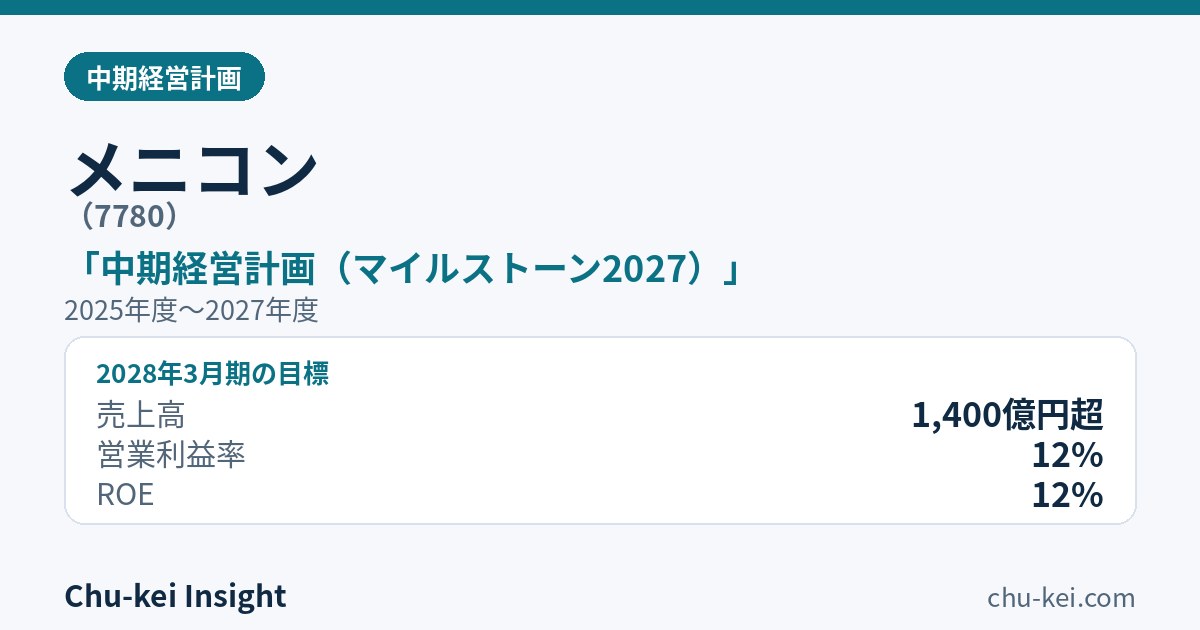 中期経営計画
メニコン
（7780）
「中期経営計画（マイルストーン2027）」
2025年度〜2027年度
2028年3月期の目標
売上高 1,400億円超
営業利益率 12%
ROE 12%
Chu-kei Insight chu-kei.com